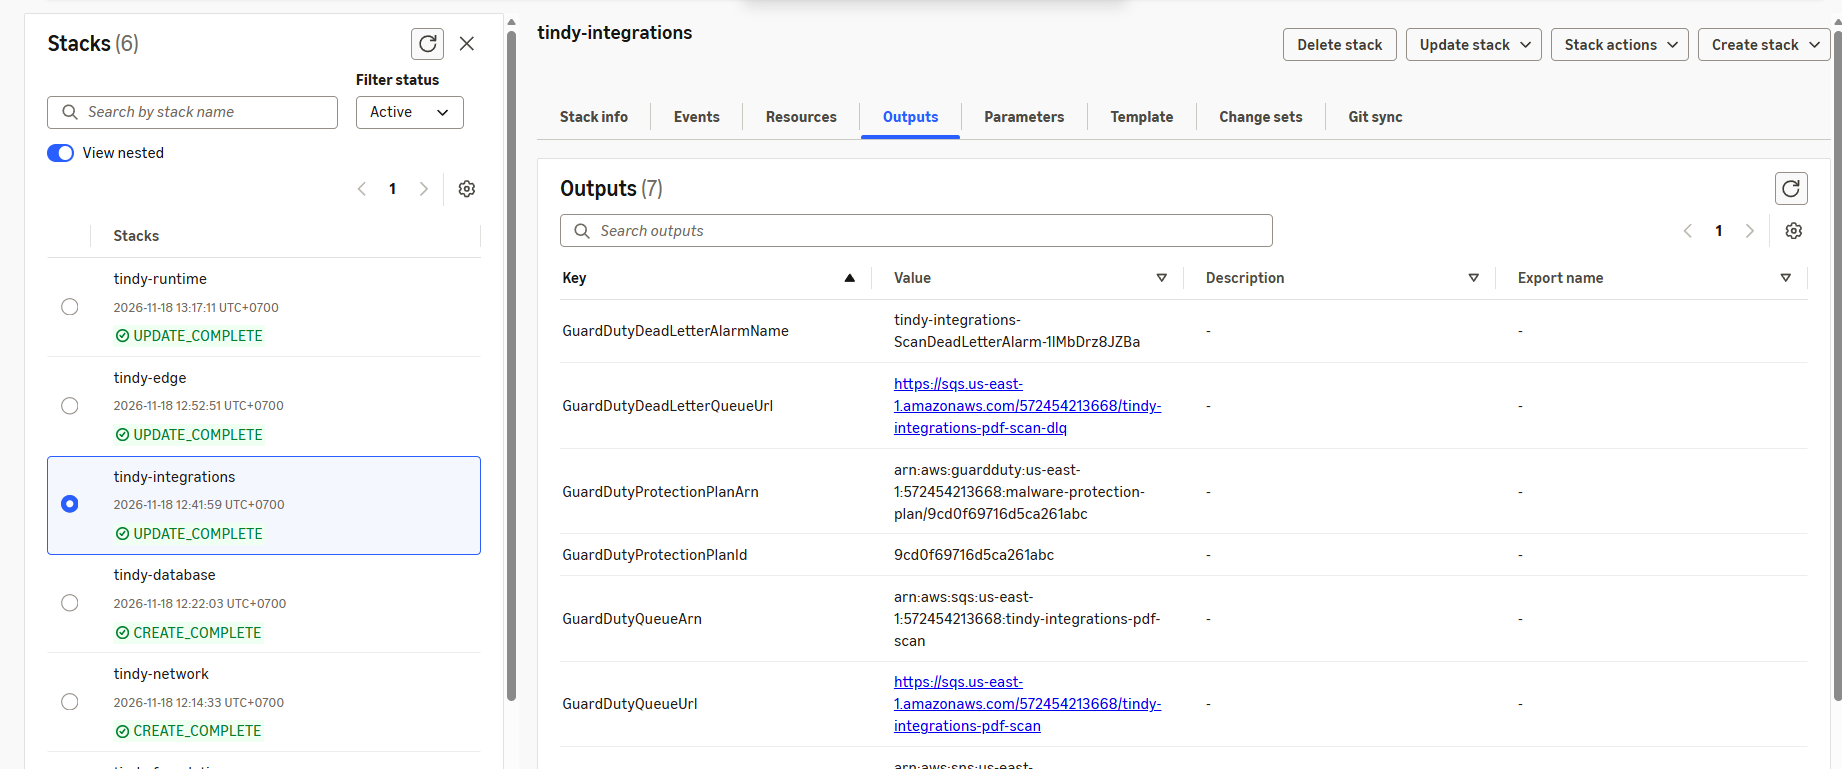 Stacks (6)
Filter status
Search by stack name
Active
View nested
1
Stacks
tindy-runtime
2026-11-18 13:17:11 UTC+0700
UPDATE_COMPLETE
tindy-edge
2026-11-18 12:52:51 UTC+0700
UPDATE_COMPLETE
tindy-integrations
2026-11-18 12:41:59 UTC+0700
UPDATE_COMPLETE
tindy-database
2026-11-18 12:22:03 UTC+0700
CREATE_COMPLETE
tindy-network
2026-11-18 12:14:33 UTC+0700
CREATE_COMPLETE
tindy-integrations
Delete stack
Update stack
Stack actions
Create stack
Stack info
Events
Resources
Outputs
Parameters
Template
Change sets
Git sync
Outputs (7)
Search outputs
1
Key
Value
Description
Export name
GuardDutyDeadLetterAlarmName
tindy-integrations-
ScanDeadLetterAlarm-1IMbDrz8JZBa
-
-
GuardDutyDeadLetterQueueUrl
https://sqs.us-east-
1.amazonaws.com/572454213668/tindy-
integrations-pdf-scan-dlq
-
-
GuardDutyProtectionPlanArn
arn:aws:guardduty:us-east-
1:572454213668:malware-protection-
plan/9cd0f69716d5ca261abc
-
-
GuardDutyProtectionPlanId
9cd0f69716d5ca261abc
-
-
GuardDutyQueueArn
arn:aws:sqs:us-east-
1:572454213668:tindy-integrations-pdf-
scan
-
-
GuardDutyQueueUrl
https://sqs.us-east-
1.amazonaws.com/572454213668/tindy-
integrations-pdf-scan
-
-
arn:aws:sns:us-east-